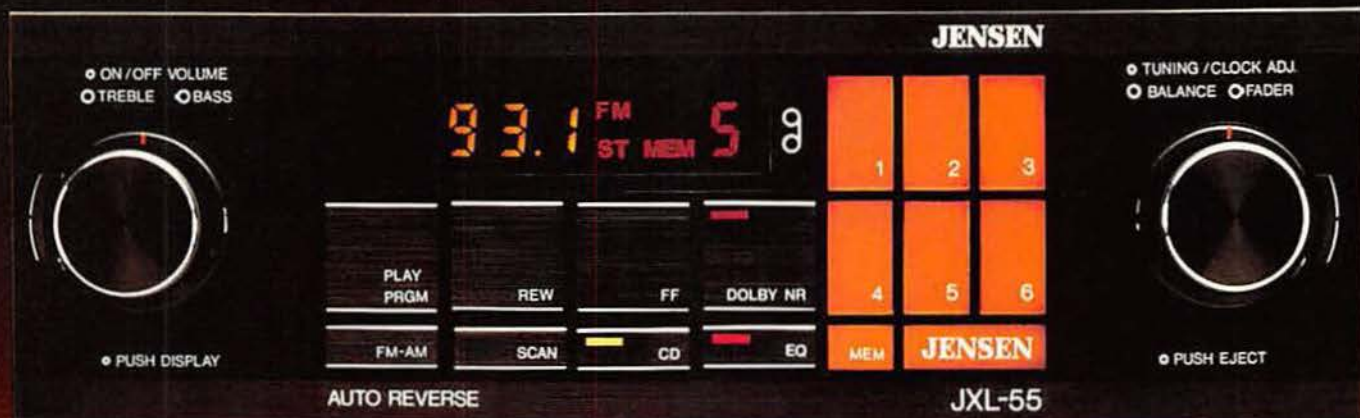 JENSEN
ON/OFF VOLUME
TREBLE BASS
TUNING/CLOCK ADJ.
BALANCE FADER
93.1 FM
ST MEM 5
1 2 3
PLAY
PRGM REW FF DOLBY NR
4 5 6
FM-AM SCAN CD EQ
MEM JENSEN
PUSH DISPLAY
PUSH EJECT
AUTO REVERSE
JXL-55